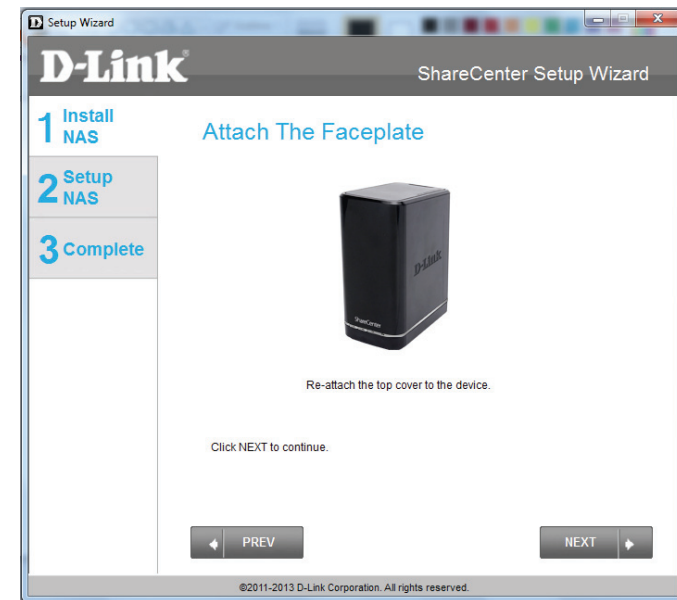 Setup Wizard
D-Link®
ShareCenter Setup Wizard
1 Install
NAS
2 Setup
NAS
3 Complete
Attach The Faceplate
D-Link
ShareCenter
Re-attach the top cover to the device.
Click NEXT to continue.
PREV
NEXT
©2011-2013 D-Link Corporation. All rights reserved.